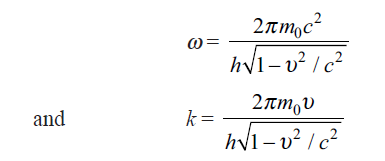 ω = 2πm₀c² / h√1 − υ² / c²
and k = 2πm₀υ / h√1 − υ² / c²